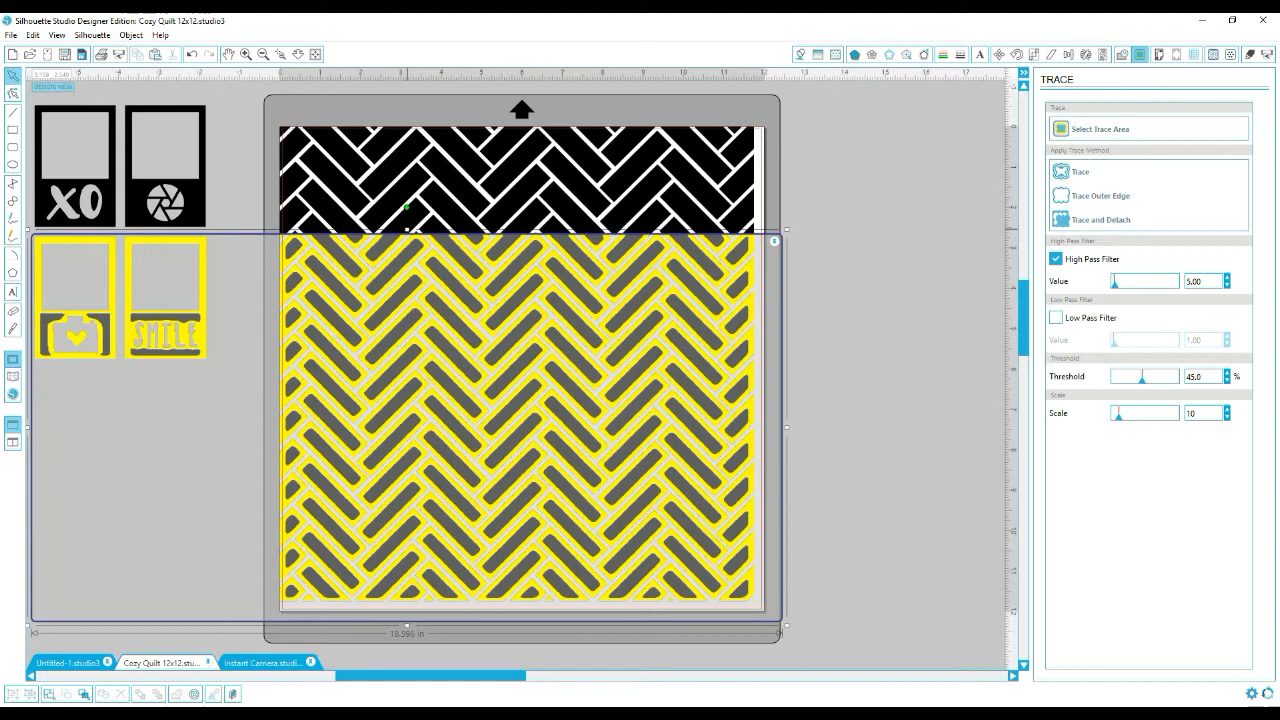 Silhouette Studio Designer Edition: Cozy Quilt 12x12.studio3
File Edit View Silhouette Object Help
DESIGN VIEW
TRACE
Trace
Select Trace Area
Apply Trace Method
Trace
Trace Outer Edge
Trace and Detach
High Pass Filter
High Pass Filter
Value 5.00
Low Pass Filter
Low Pass Filter
Value 1.00
Threshold
Threshold 45.0 %
Scale
Scale 10
XO
SMILE
18.596 in
Untitled-1.studio3 Cozy Quilt 12x12.stu... Instant Camera.studi...